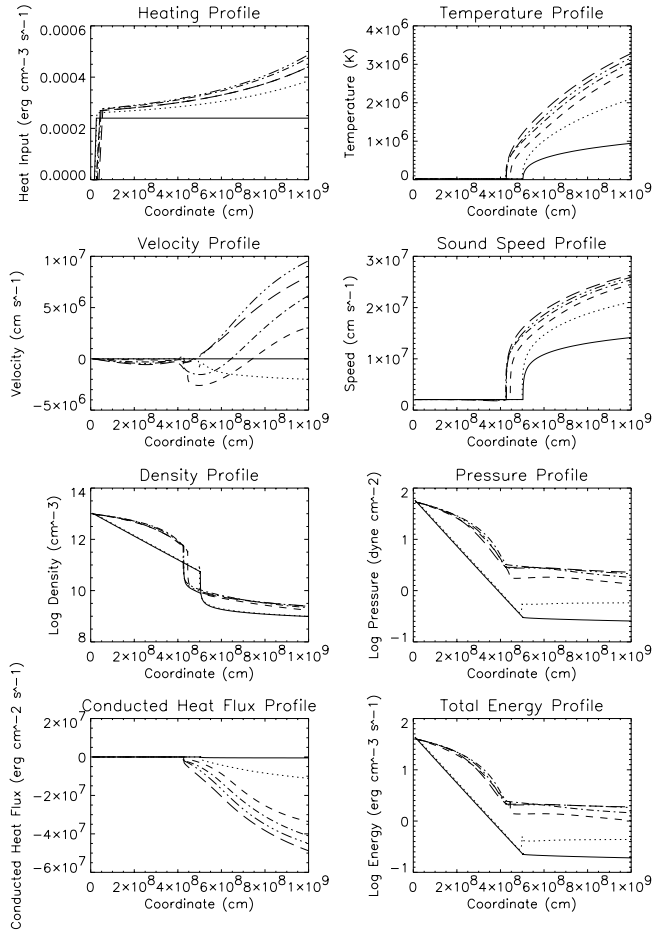 Heating Profile
Heat Input (erg cm^-3 s^-1)
0.0006
0.0004
0.0002
0.0000
0 2×10^8 4×10^8 6×10^8 8×10^8 1×10^9
Coordinate (cm)
Temperature Profile
Temperature (K)
4×10^6
3×10^6
2×10^6
1×10^6
0
0 2×10^8 4×10^8 6×10^8 8×10^8 1×10^9
Coordinate (cm)
Velocity Profile
Velocity (cm s^-1)
1×10^7
5×10^6
0
-5×10^6
0 2×10^8 4×10^8 6×10^8 8×10^8 1×10^9
Coordinate (cm)
Sound Speed Profile
Speed (cm s^-1)
3×10^7
2×10^7
1×10^7
0
0 2×10^8 4×10^8 6×10^8 8×10^8 1×10^9
Coordinate (cm)
Density Profile
Log Density (cm^-3)
14
12
10
8
0 2×10^8 4×10^8 6×10^8 8×10^8 1×10^9
Coordinate (cm)
Pressure Profile
Log Pressure (dyne cm^-2)
2
1
0
-1
0 2×10^8 4×10^8 6×10^8 8×10^8 1×10^9
Coordinate (cm)
Conducted Heat Flux Profile
Conducted Heat Flux (erg cm^-2 s^-1)
2×10^7
0
-2×10^7
-4×10^7
-6×10^7
0 2×10^8 4×10^8 6×10^8 8×10^8 1×10^9
Coordinate (cm)
Total Energy Profile
Log Energy (erg cm^-3 s^-1)
2
1
0
-1
0 2×10^8 4×10^8 6×10^8 8×10^8 1×10^9
Coordinate (cm)